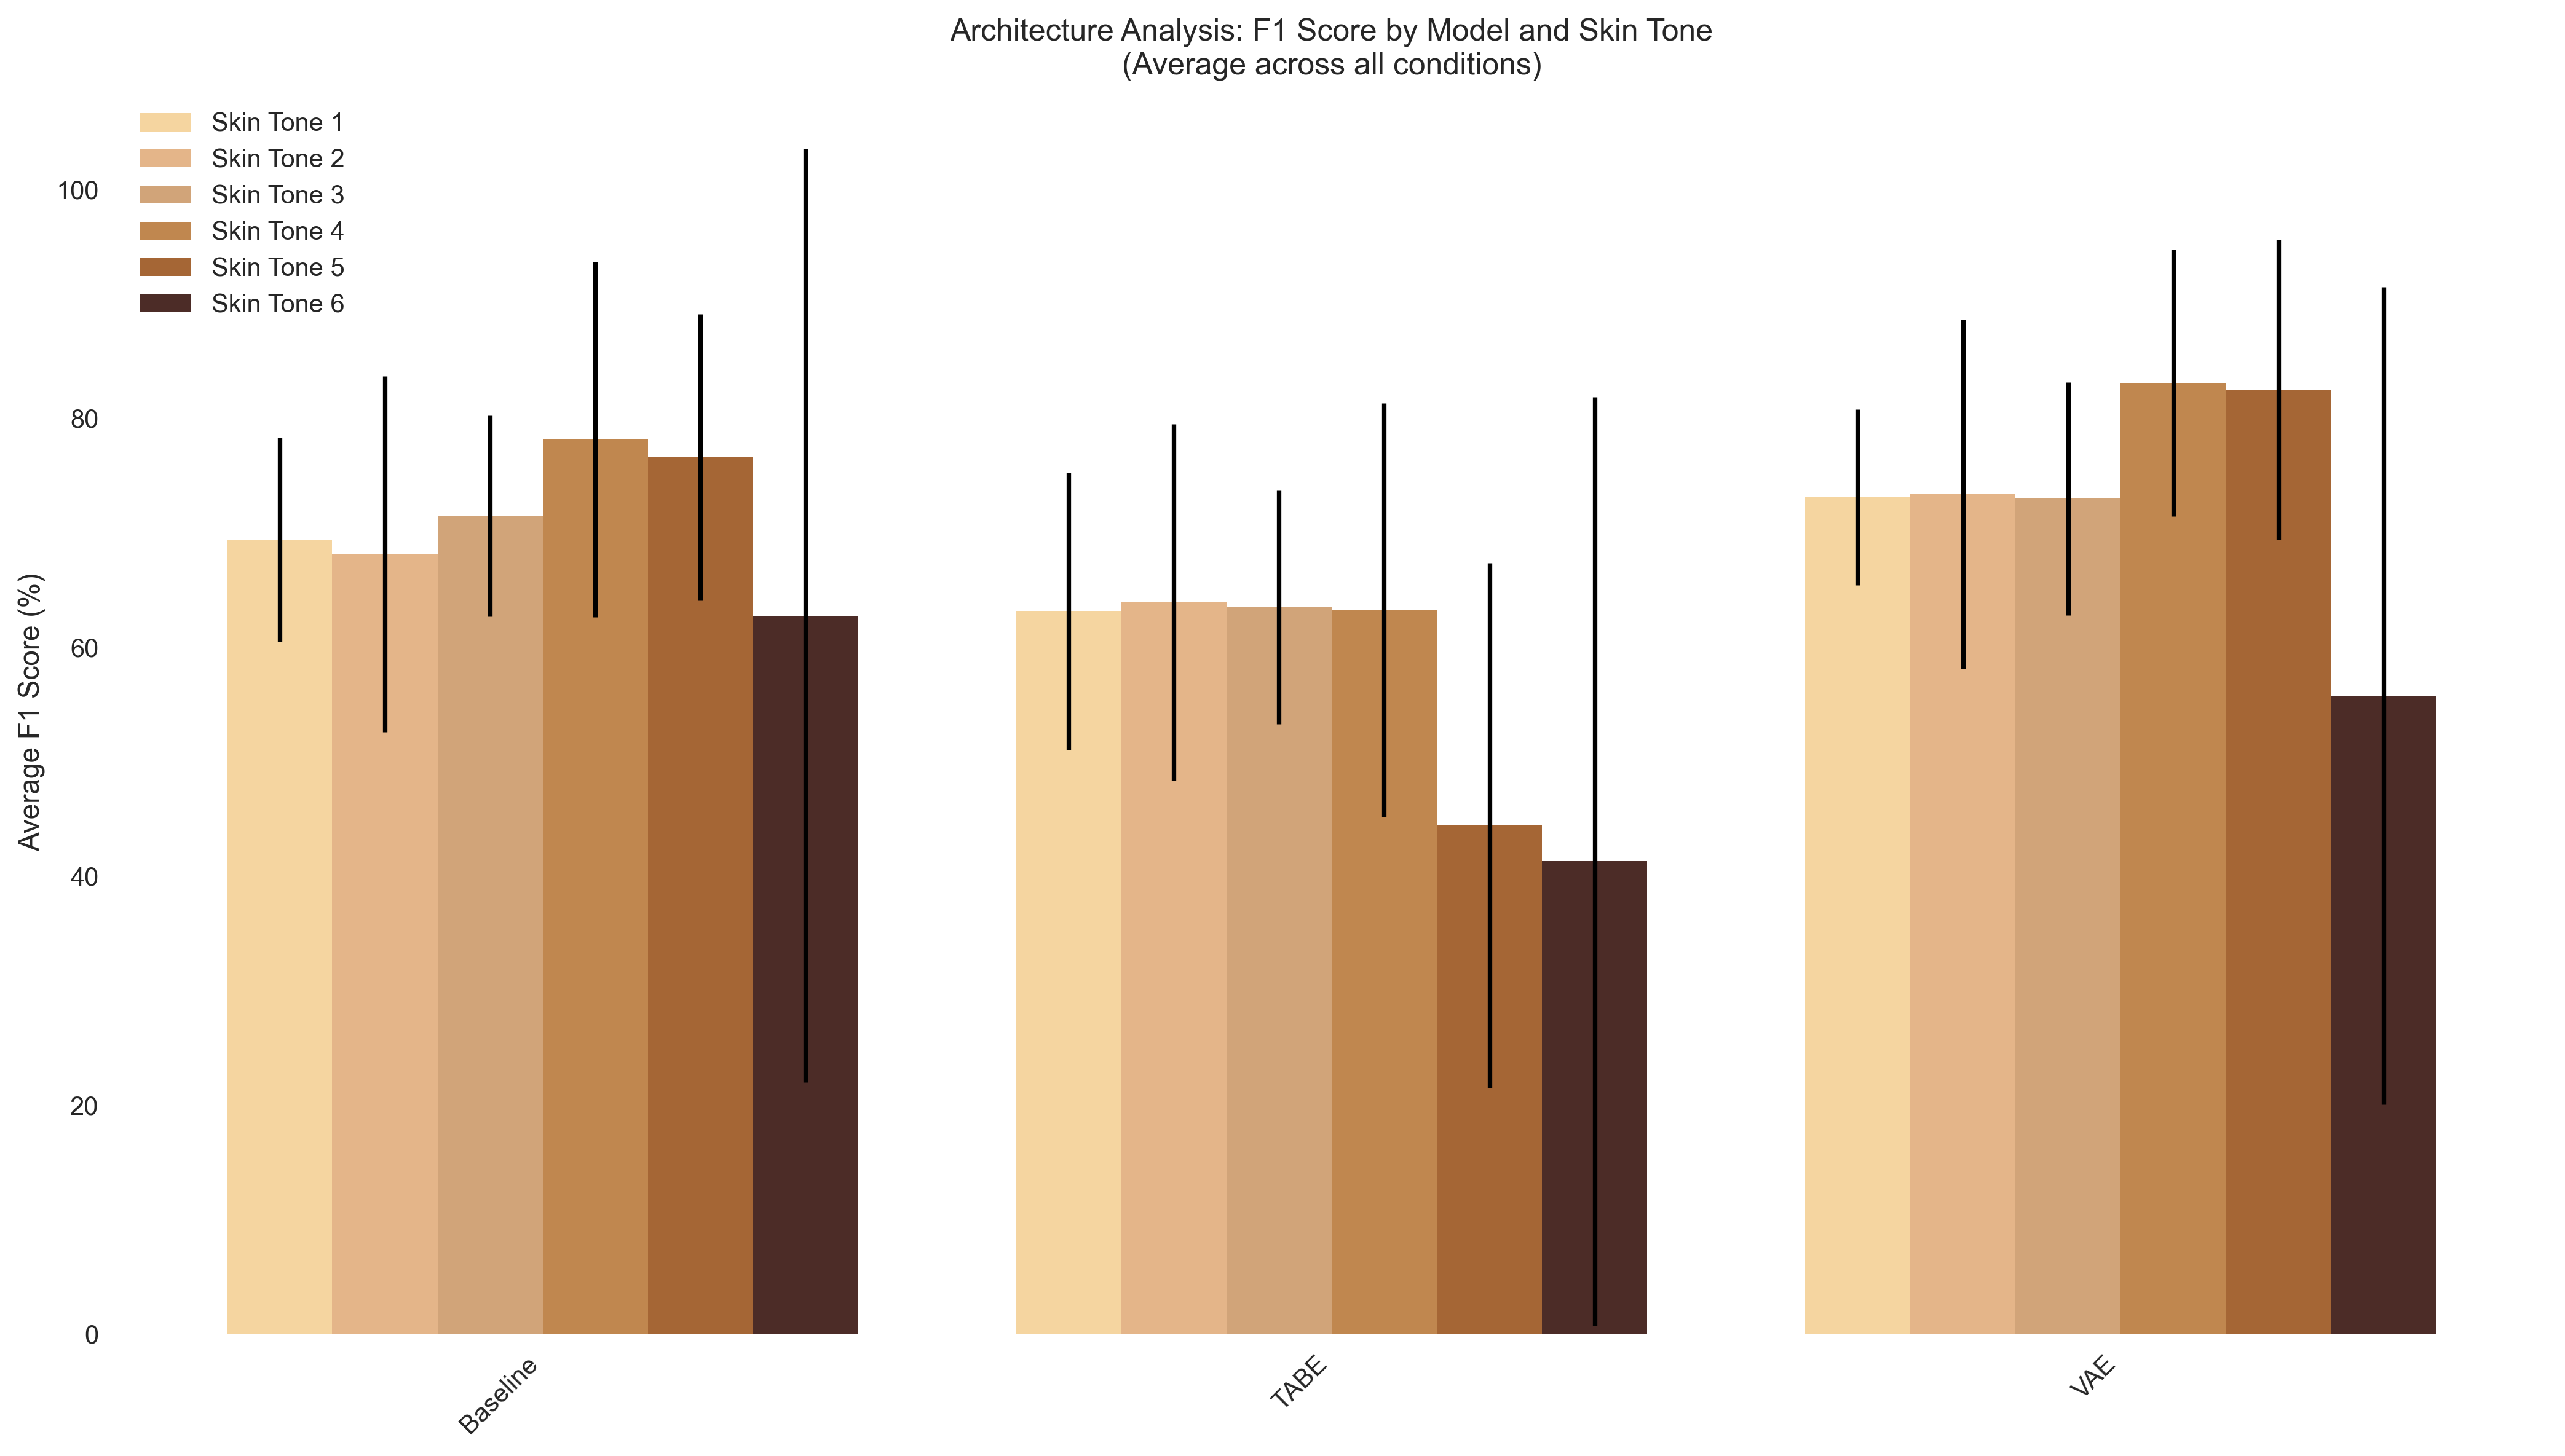 Architecture Analysis: F1 Score by Model and Skin Tone
(Average across all conditions)
Skin Tone 1
Skin Tone 2
Skin Tone 3
Skin Tone 4
Skin Tone 5
Skin Tone 6
Average F1 Score (%)
100
80
60
40
20
0
Baseline
TABE
VAE